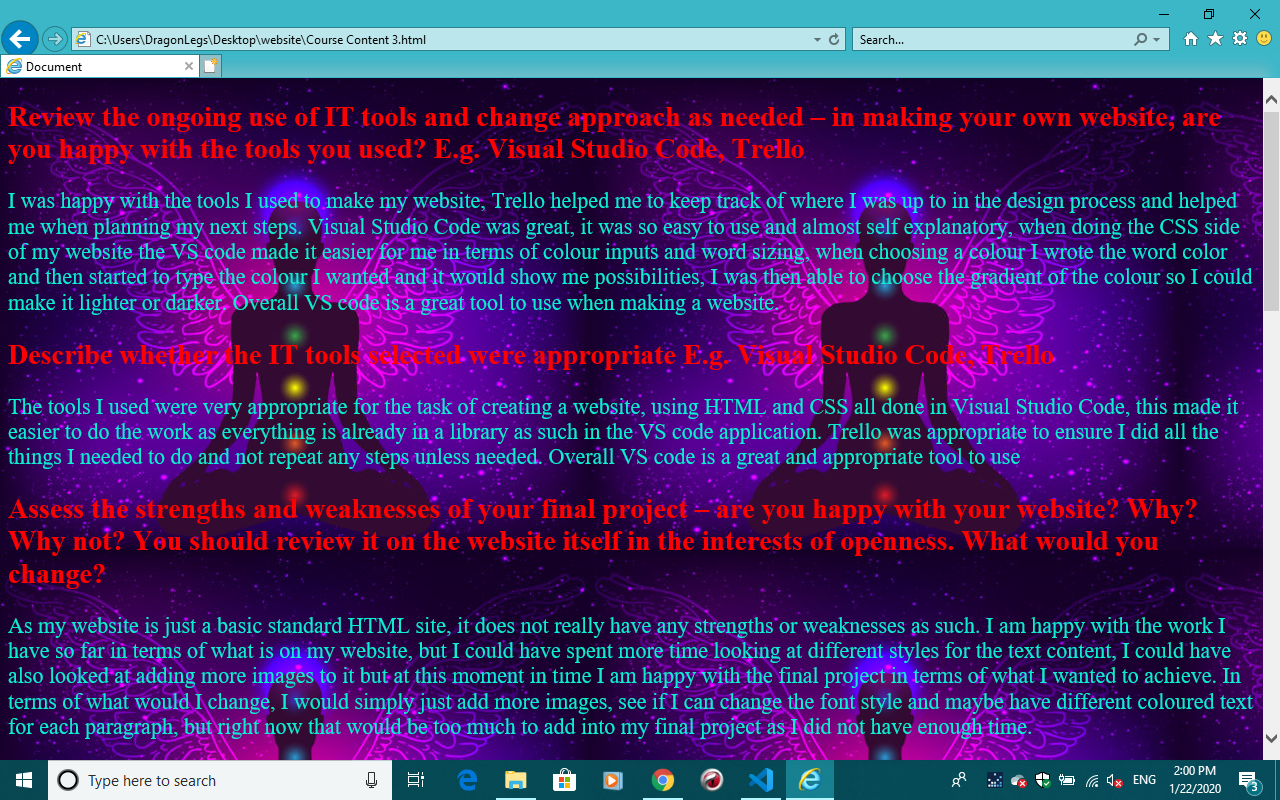 C:\Users\DragonLegs\Desktop\website\Course Content 3.html
Search...
Document
Review the ongoing use of IT tools and change approach as needed – in making your own website, are
you happy with the tools you used? E.g. Visual Studio Code, Trello
I was happy with the tools I used to make my website, Trello helped me to keep track of where I was up to in the design process and helped
me when planning my next steps. Visual Studio Code was great, it was so easy to use and almost self explanatory, when doing the CSS side
of my website the VS code made it easier for me in terms of colour inputs and word sizing, when choosing a colour I wrote the word color
and then started to type the colour I wanted and it would show me possibilities, I was then able to choose the gradient of the colour so I could
make it lighter or darker. Overall VS code is a great tool to use when making a website.
Describe whether the IT tools selected were appropriate E.g. Visual Studio Code, Trello
The tools I used were very appropriate for the task of creating a website, using HTML and CSS all done in Visual Studio Code, this made it
easier to do the work as everything is already in a library as such in the VS code application. Trello was appropriate to ensure I did all the
things I needed to do and not repeat any steps unless needed. Overall VS code is a great and appropriate tool to use
Assess the strengths and weaknesses of your final project – are you happy with your website? Why?
Why not? You should review it on the website itself in the interests of openness. What would you
change?
As my website is just a basic standard HTML site, it does not really have any strengths or weaknesses as such. I am happy with the work I
have so far in terms of what is on my website, but I could have spent more time looking at different styles for the text content, I could have
also looked at adding more images to it but at this moment in time I am happy with the final project in terms of what I wanted to achieve. In
terms of what would I change, I would simply just add more images, see if I can change the font style and maybe have different coloured text
for each paragraph, but right now that would be too much to add into my final project as I did not have enough time.
Type here to search
ENG
2:00 PM
1/22/2020
3